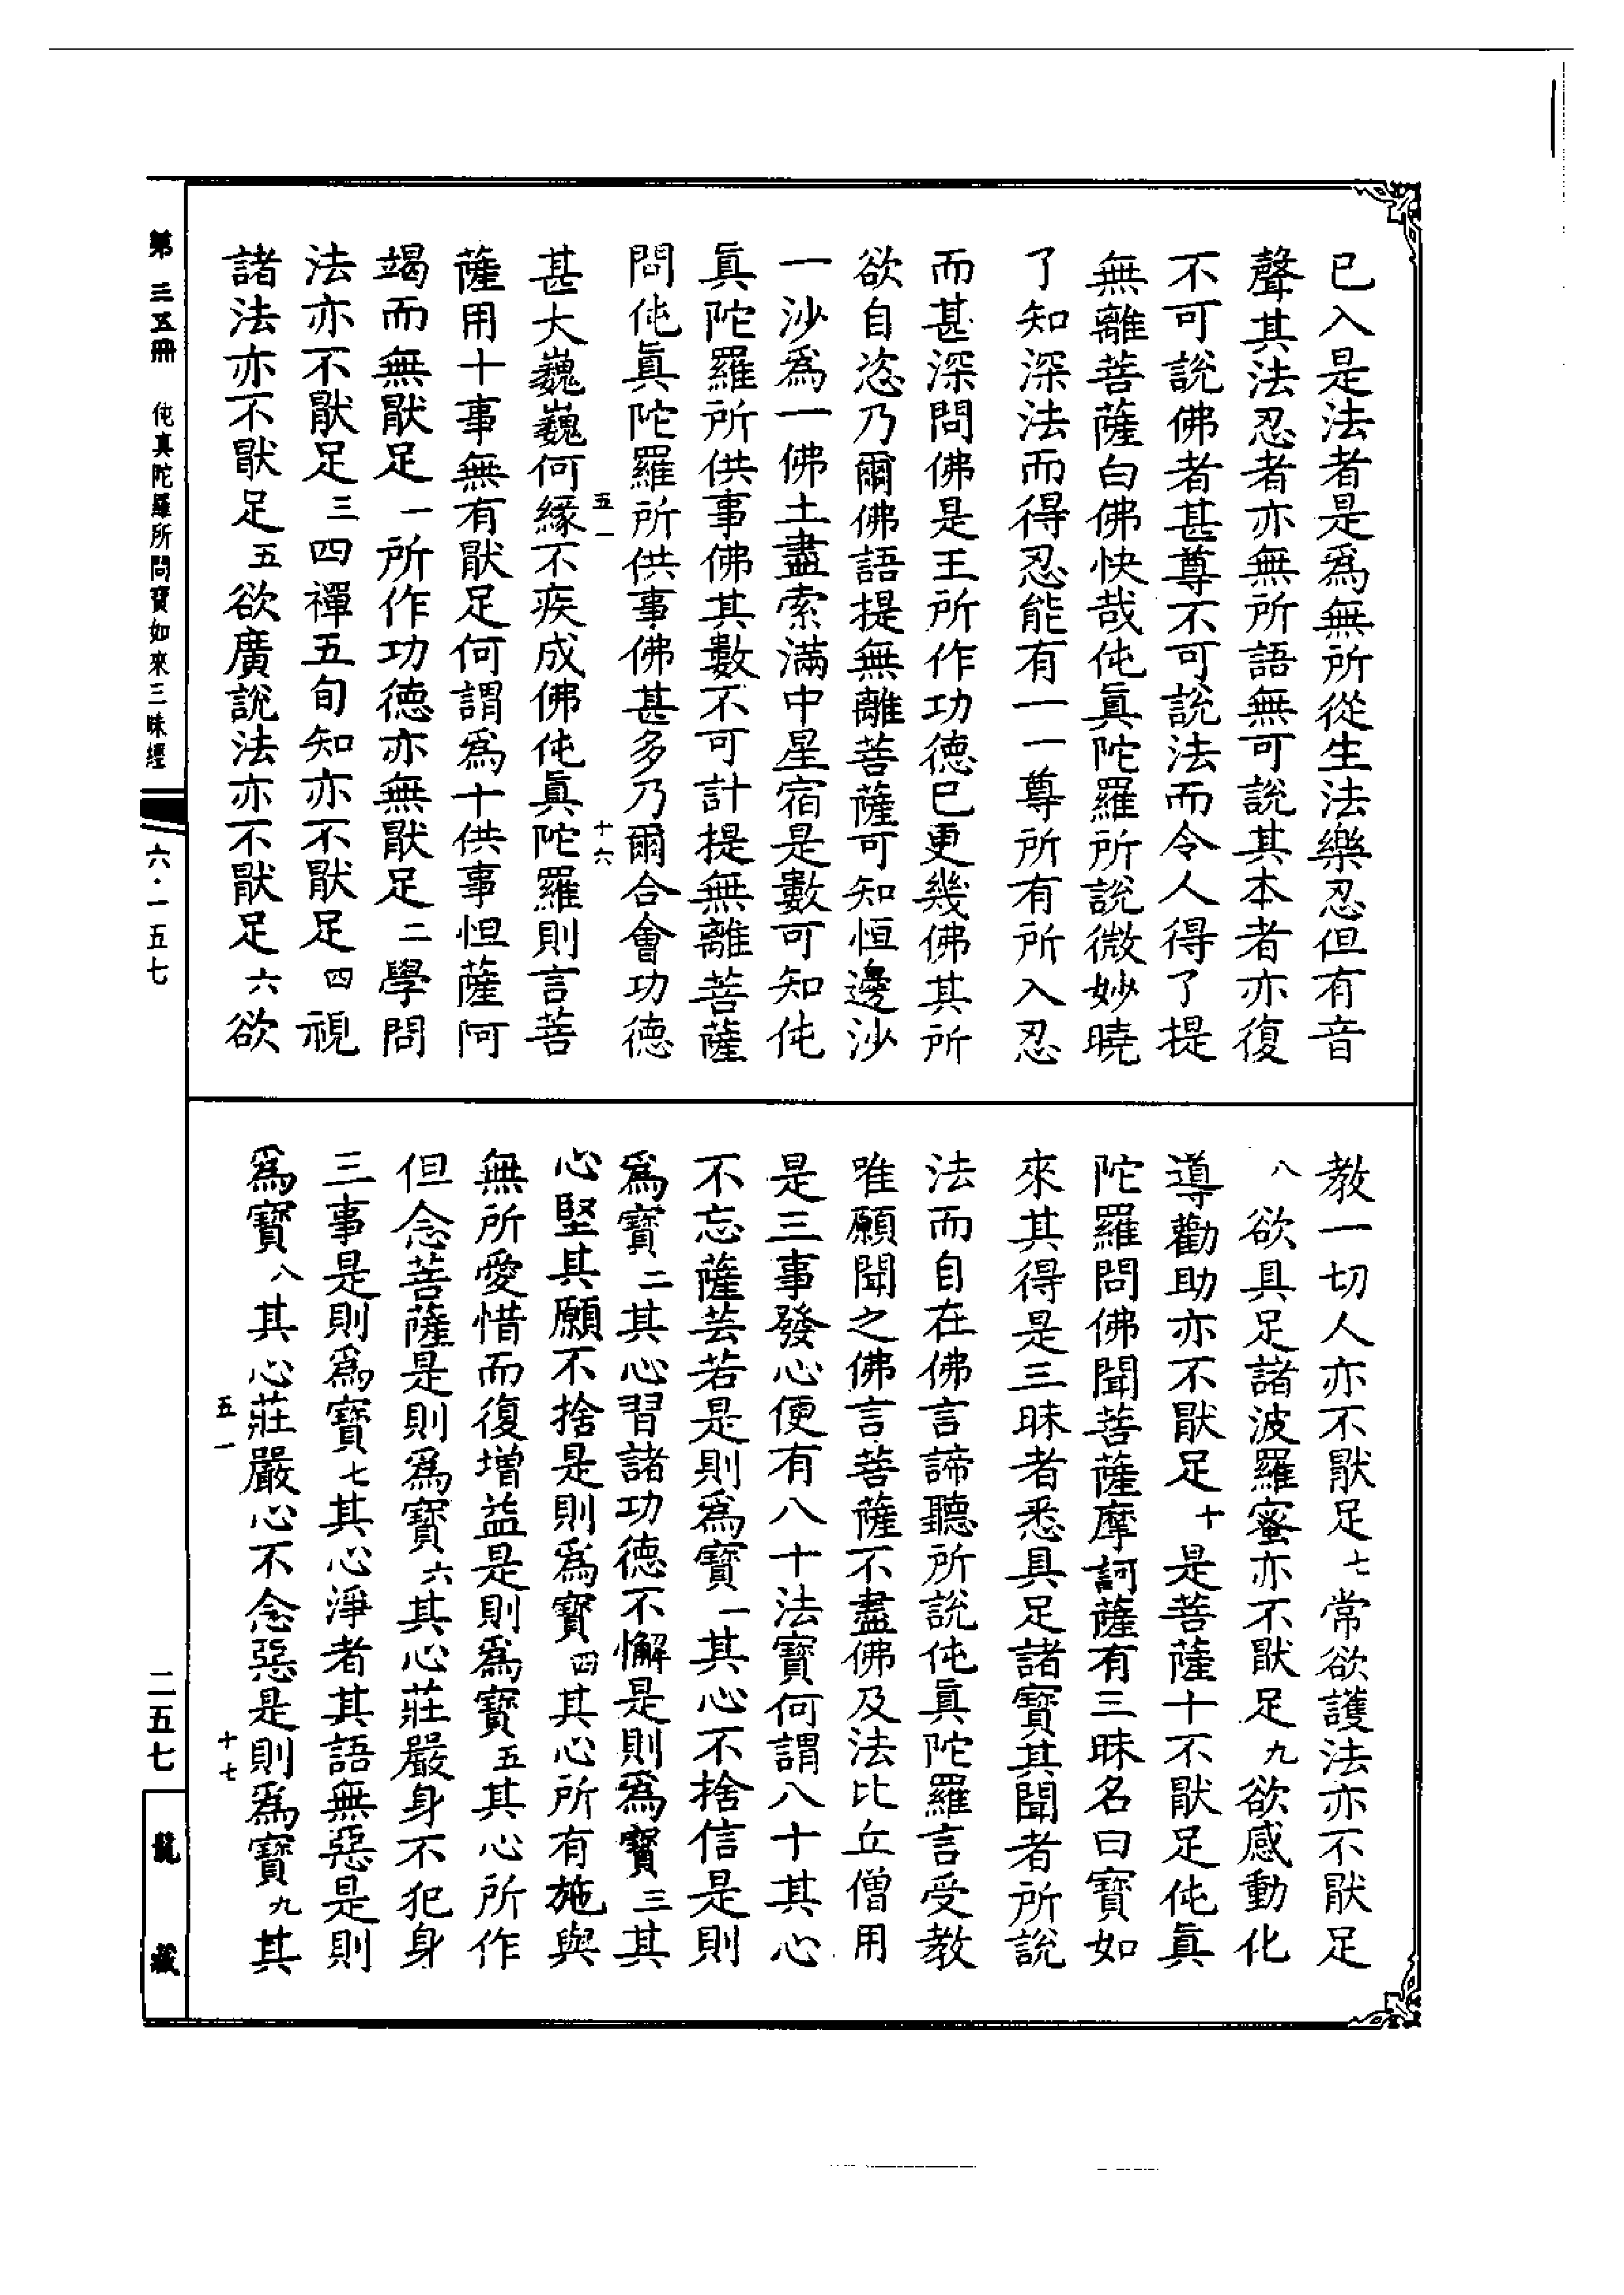 已入是法者是爲無所從生法樂忍但有音
聲其法忍者亦無所語無可說其本者亦復
不可說佛者甚尊不可說法而令人得了提
無離菩薩白佛快哉伅眞陀羅所說微妙曉
了知深法而得忍能有一一尊所有所入忍
而甚深問佛是王所作功德已更幾佛其所
欲自恣乃爾佛語提無離菩薩可知恒邊沙
一沙爲一佛土盡索滿中星宿是數可知伅
眞陀羅所供事佛其數不可計提無離菩薩
問伅眞陀羅所供事佛甚多乃爾合會功德
五一
十六
甚大巍巍何緣不疾成佛伅眞陀羅則言菩
薩用十事無有猒足何謂爲十供事怛薩阿
竭而無猒足一所作功德亦無猒足二學問
法亦不猒足三四禪五旬知亦不猒足四視
諸法亦不猒足五欲廣說法亦不猒足六欲
教一切人亦不猒足七常欲護法亦不猒足
八欲具足諸波羅蜜亦不猒足九欲感動化
導勸助亦不猒足十是菩薩十不猒足伅眞
陀羅問佛聞菩薩摩訶薩有三昧名曰寶如
來其得是三昧者悉具足諸寶其聞者所說
法而自在佛言諦聽所說伅眞陀羅言受教
唯願聞之佛言菩薩不盡佛及法比丘僧用
是三事發心便有八十法寶何謂八十其心
不忘薩芸若是則爲寶一其心不捨信是則
爲寶二其心習諸功德不懈是則爲寶三其
心堅其願不捨是則爲寶四其心所有施與
無所愛惜而復增益是則爲寶五其心所作
但念菩薩是則爲寶六其心莊嚴身不犯身
三事是則爲寶七其心淨者其語無惡是則
爲寶八其心莊嚴心不念惡是則爲寶九其
五一
十七
第三五冊
伅真陀羅所問寶如來三昧經
六·一五七
二五七
龍藏